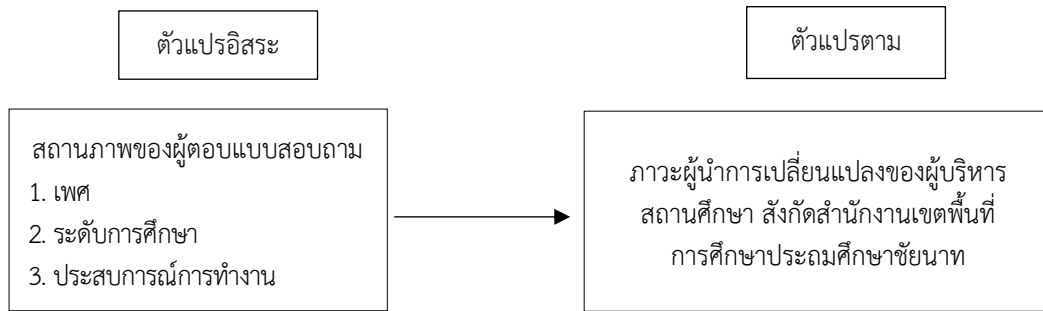 ตัวแปรอิสระ
ตัวแปรตาม
สถานภาพของผู้ตอบแบบสอบถาม
1. เพศ
2. ระดับการศึกษา
3. ประสบการณ์การทำงาน
ภาวะผู้นำการเปลี่ยนแปลงของผู้บริหาร
สถานศึกษา สังกัดสำนักงานเขตพื้นที่
การศึกษาประถมศึกษาชัยนาท